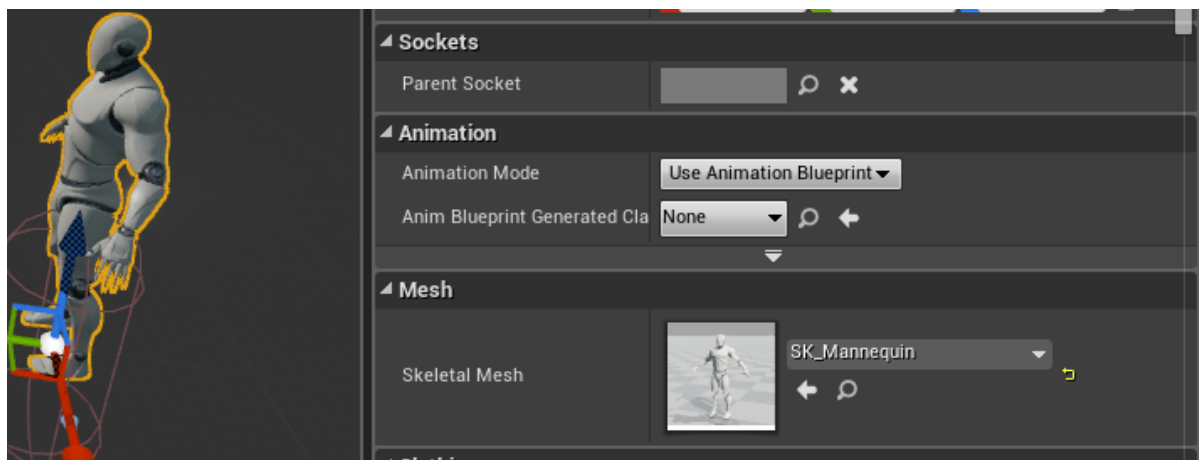 Sockets
Parent Socket
Animation
Animation Mode
Use Animation Blueprint
Anim Blueprint Generated Cla
None
Mesh
Skeletal Mesh
SK_Mannequin